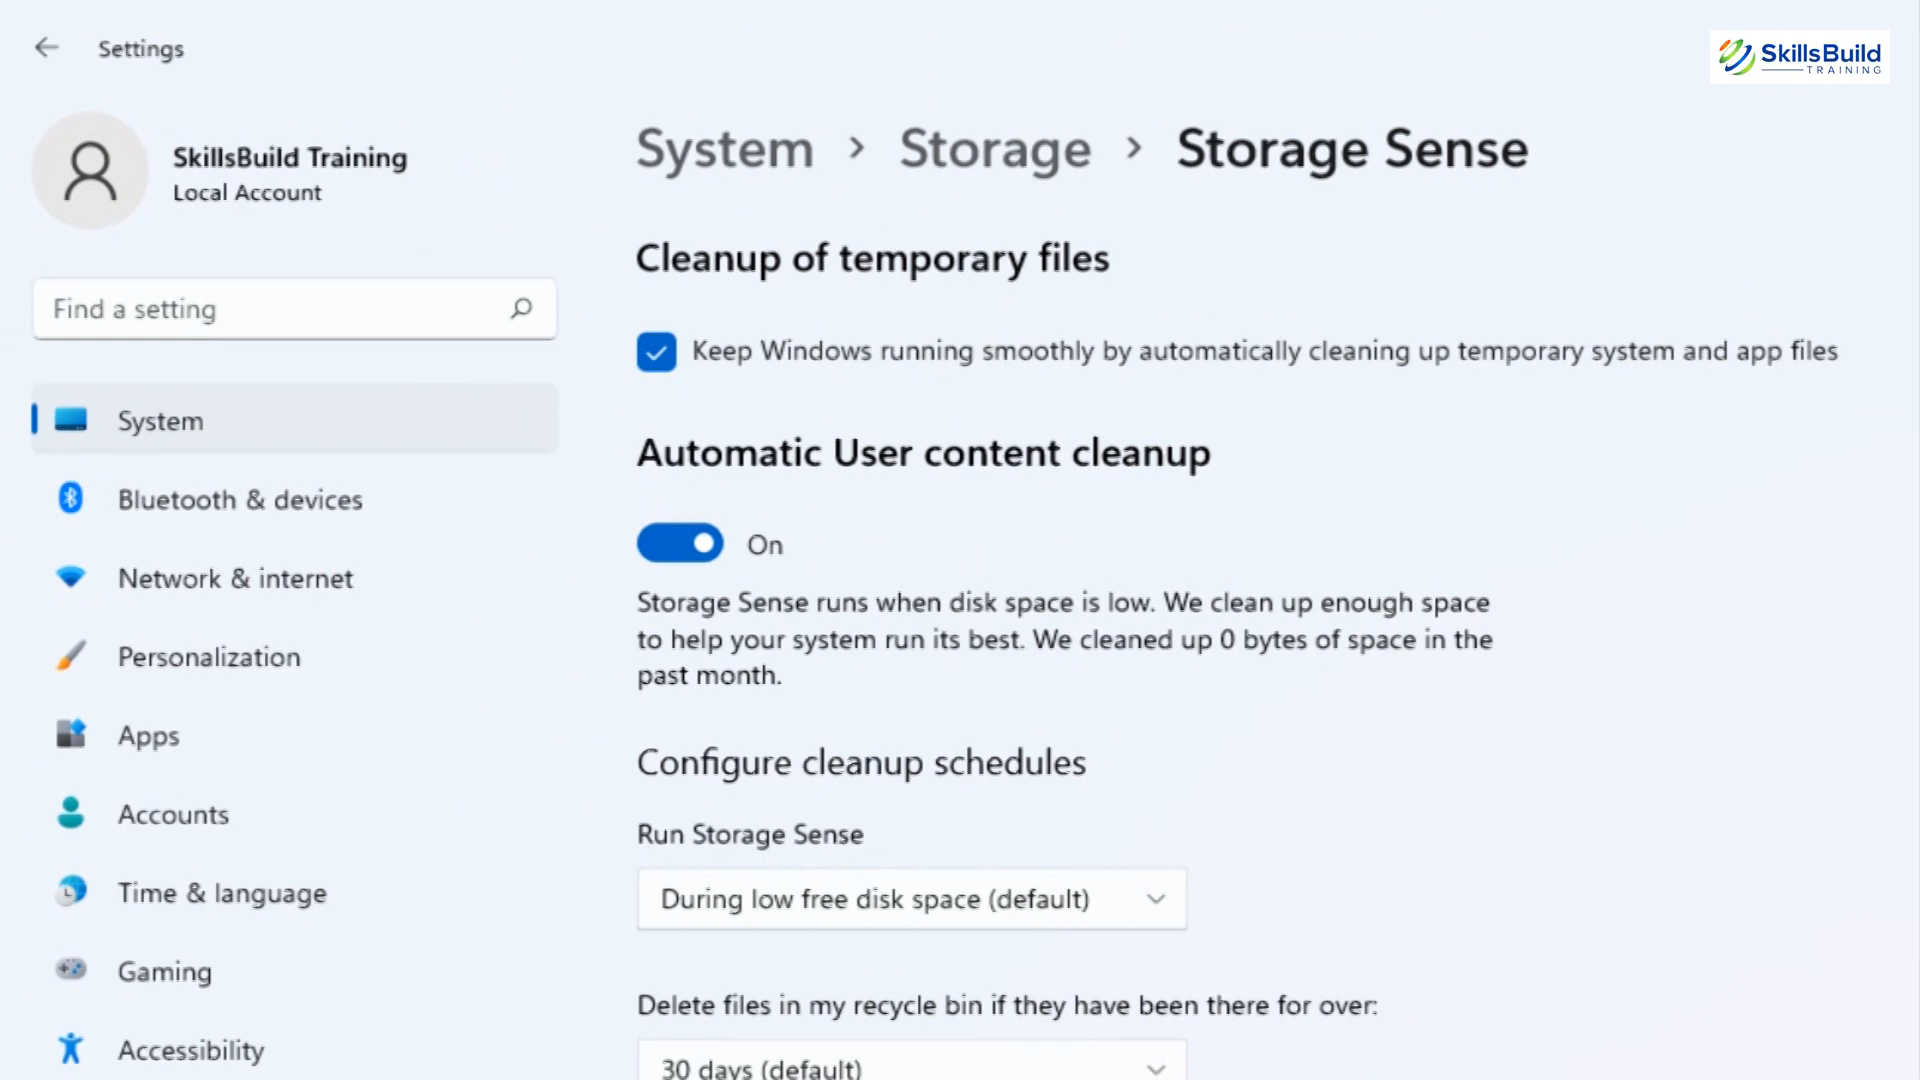 Settings
SkillsBuild
TRAINING
SkillsBuild Training
Local Account
Find a setting
System
Bluetooth & devices
Network & internet
Personalization
Apps
Accounts
Time & language
Gaming
Accessibility
System > Storage > Storage Sense
Cleanup of temporary files
Keep Windows running smoothly by automatically cleaning up temporary system and app files
Automatic User content cleanup
On
Storage Sense runs when disk space is low. We clean up enough space
to help your system run its best. We cleaned up 0 bytes of space in the
past month.
Configure cleanup schedules
Run Storage Sense
During low free disk space (default)
Delete files in my recycle bin if they have been there for over:
30 days (default)